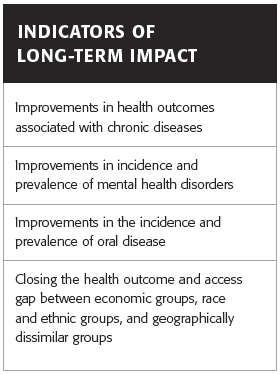 INDICATORS OF
LONG-TERM IMPACT
Improvements in health outcomes
associated with chronic diseases
Improvements in incidence and
prevalence of mental health disorders
Improvements in the incidence and
prevalence of oral disease
Closing the health outcome and access
gap between economic groups, race
and ethnic groups, and geographically
dissimilar groups